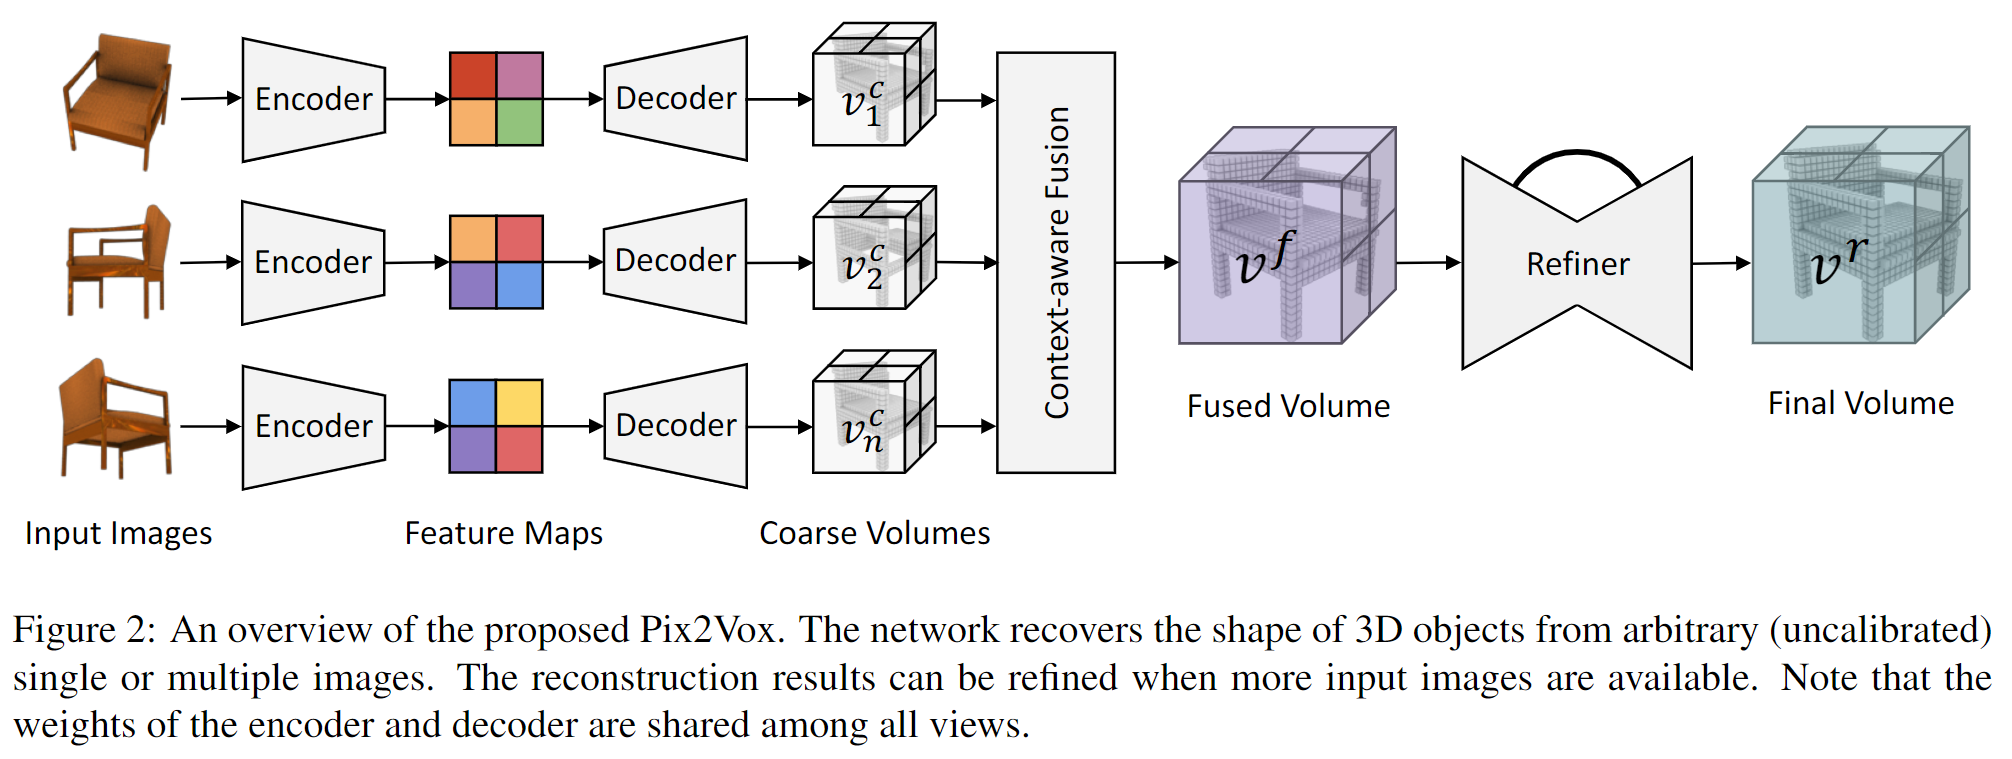 Encoder
Decoder
v_1^c
Encoder
Decoder
v_2^c
Encoder
Decoder
v_n^c
Context-aware Fusion
v^f
Refiner
v^r
Fused Volume
Final Volume
Input Images
Feature Maps
Coarse Volumes
Figure 2: An overview of the proposed Pix2Vox. The network recovers the shape of 3D objects from arbitrary (uncalibrated)
single or multiple images. The reconstruction results can be refined when more input images are available. Note that the
weights of the encoder and decoder are shared among all views.